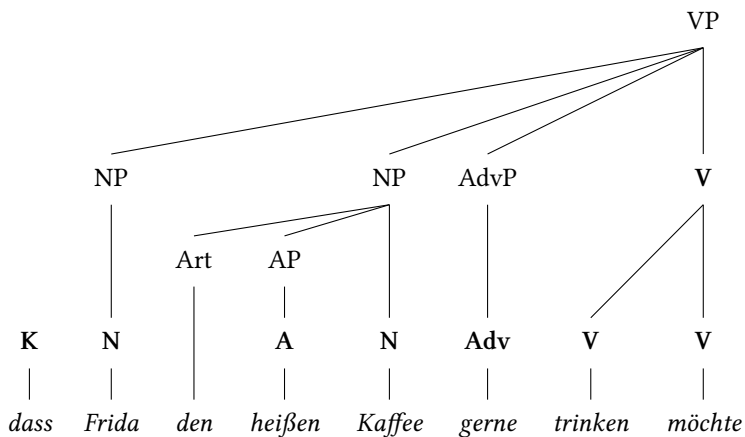 VP
NP NP AdvP V
Art AP
K N A N Adv V V
dass Frida den heißen Kaffee gerne trinken möchte